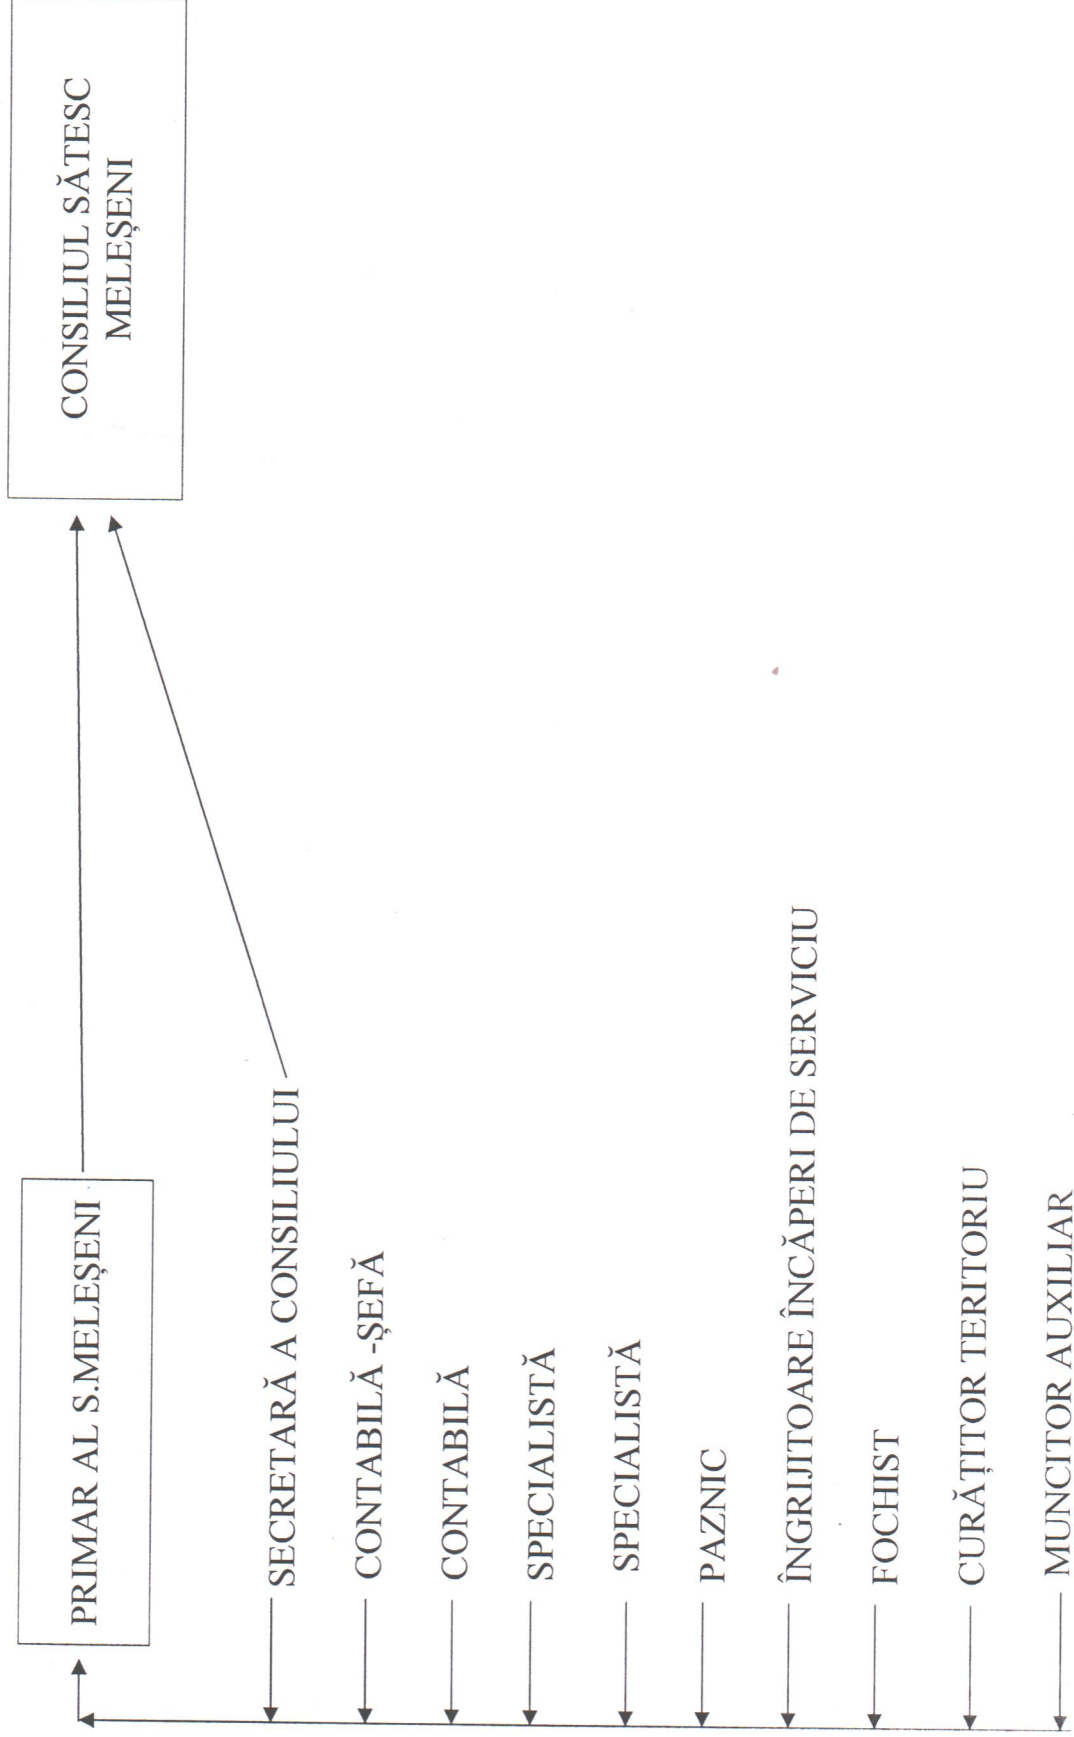 PRIMAR AL S.MELEȘENI
CONSILIUL SĂTESC
MELEȘENI
SECRETARĂ A CONSILIULUI
CONTABILĂ -ȘEFĂ
CONTABILĂ
SPECIALISTĂ
SPECIALISTĂ
PAZNIC
ÎNGRIJITOARE ÎNCĂPERI DE SERVICIU
FOCHIST
CURĂȚITOR TERITORIU
MUNCITOR AUXILIAR